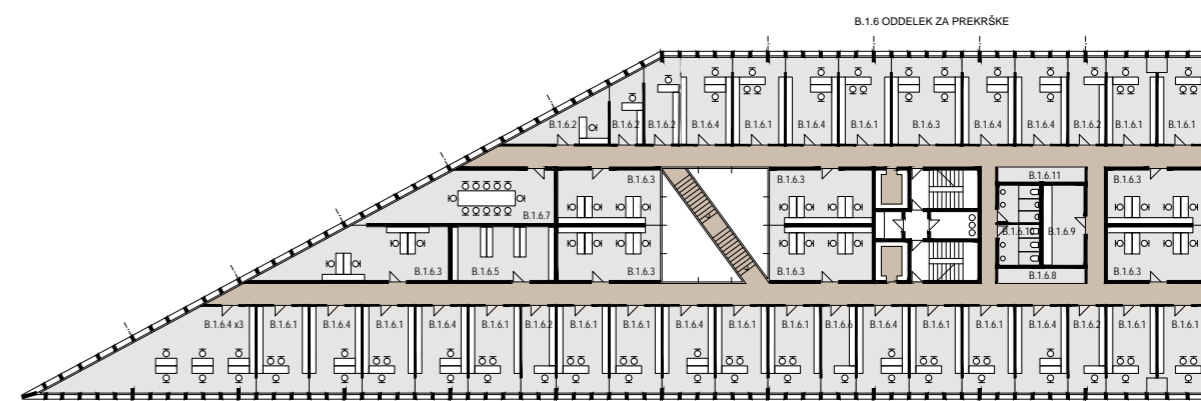 B.1.6 ODDELEK ZA PREKRŠKE
B.1.6.2 B.1.6.2 B.1.6.2 B.1.6.4 B.1.6.1 B.1.6.4 B.1.6.1 B.1.6.3 B.1.6.4 B.1.6.4 B.1.6.2 B.1.6.1 B.1.6.1
B.1.6.3 B.1.6.3 B.1.6.11 B.1.6.3
B.1.6.7
B.1.6.10 B.1.6.9
B.1.6.3 B.1.6.5 B.1.6.3 B.1.6.3 B.1.6.8 B.1.6.3
B.1.6.4 x3 B.1.6.1 B.1.6.4 B.1.6.1 B.1.6.4 B.1.6.1 B.1.6.2 B.1.6.1 B.1.6.1 B.1.6.4 B.1.6.1 B.1.6.1 B.1.6.6 B.1.6.4 B.1.6.1 B.1.6.1 B.1.6.4 B.1.6.2 B.1.6.1 B.1.6.1